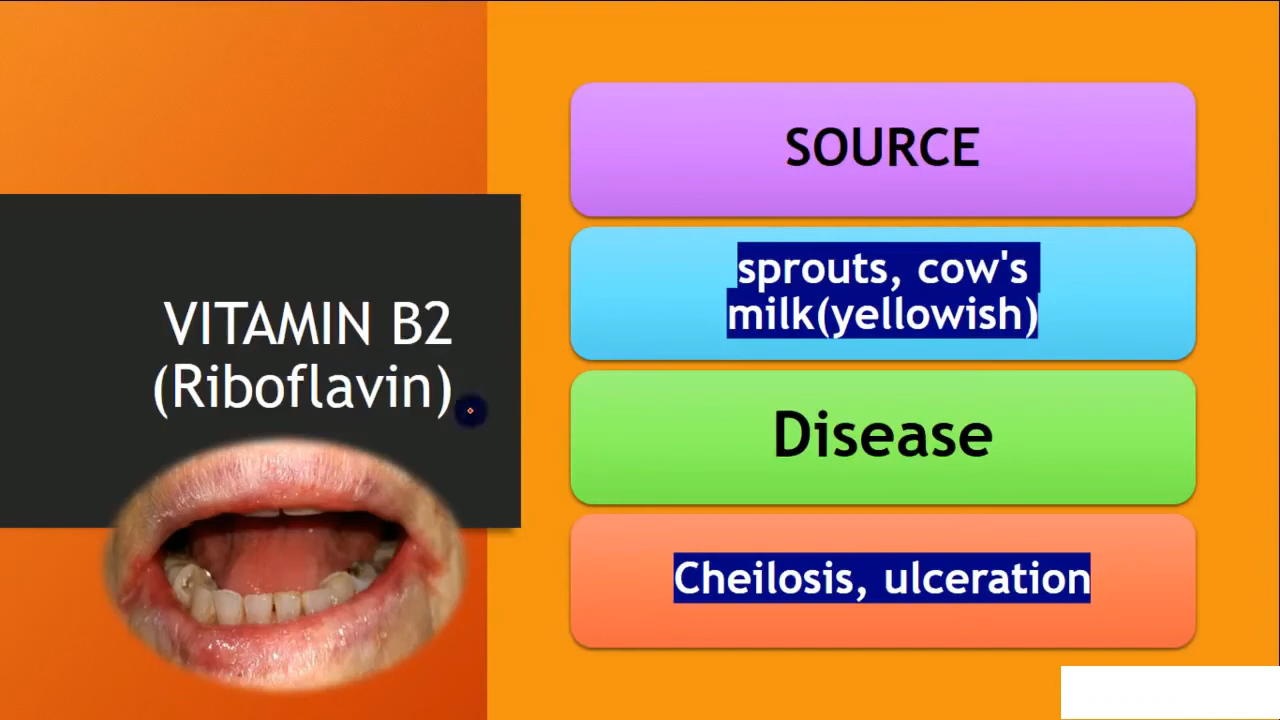 VITAMIN B2
(Riboflavin)
SOURCE
sprouts, cow's
milk(yellowish)
Disease
Cheilosis, ulceration